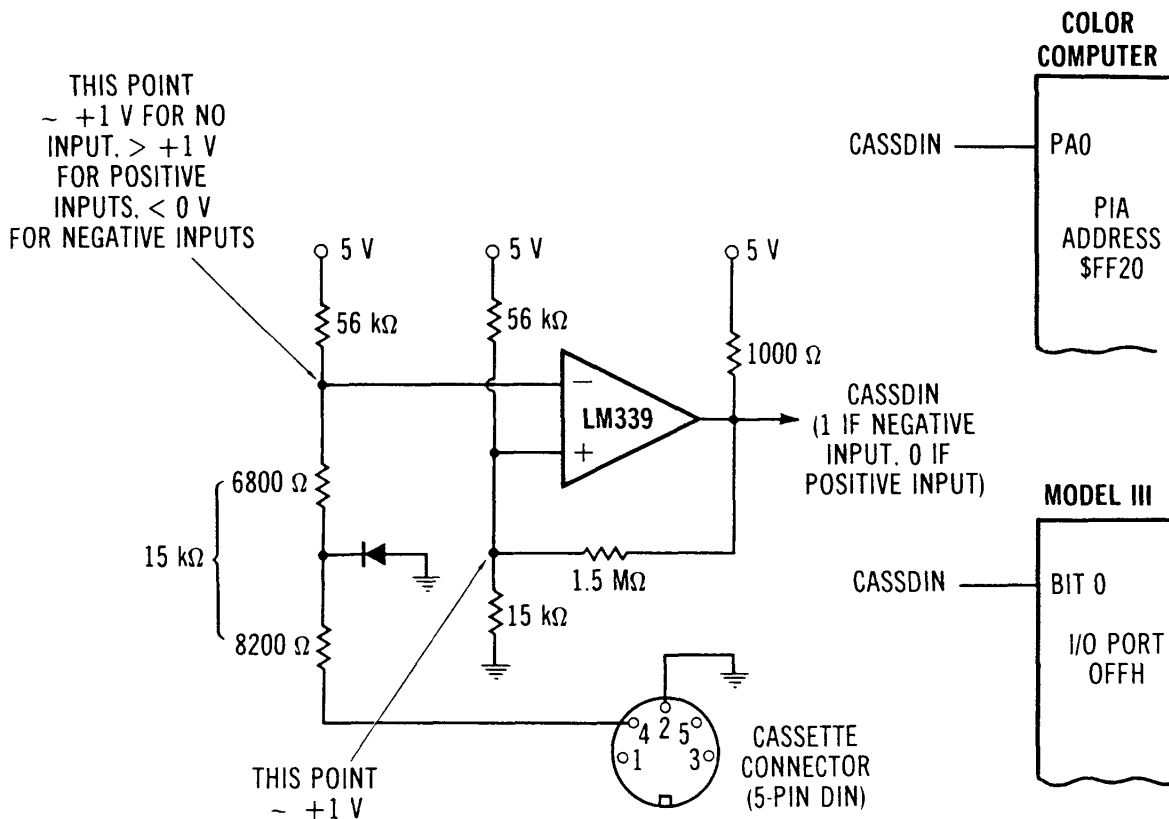 COLOR
COMPUTER
THIS POINT
~ +1 V FOR NO
INPUT. > +1 V
FOR POSITIVE
INPUTS, < 0 V
FOR NEGATIVE INPUTS
CASSDIN
PA0
PIA
ADDRESS
$FF20
5 V
5 V
5 V
56 kΩ
56 kΩ
1000 Ω
−
LM339
+
CASSDIN
(1 IF NEGATIVE
INPUT, 0 IF
POSITIVE INPUT)
6800 Ω
15 kΩ
8200 Ω
1.5 MΩ
15 kΩ
MODEL III
CASSDIN
BIT 0
I/O PORT
OFFH
4
2
5
1
3
CASSETTE
CONNECTOR
(5-PIN DIN)
THIS POINT
~ +1 V